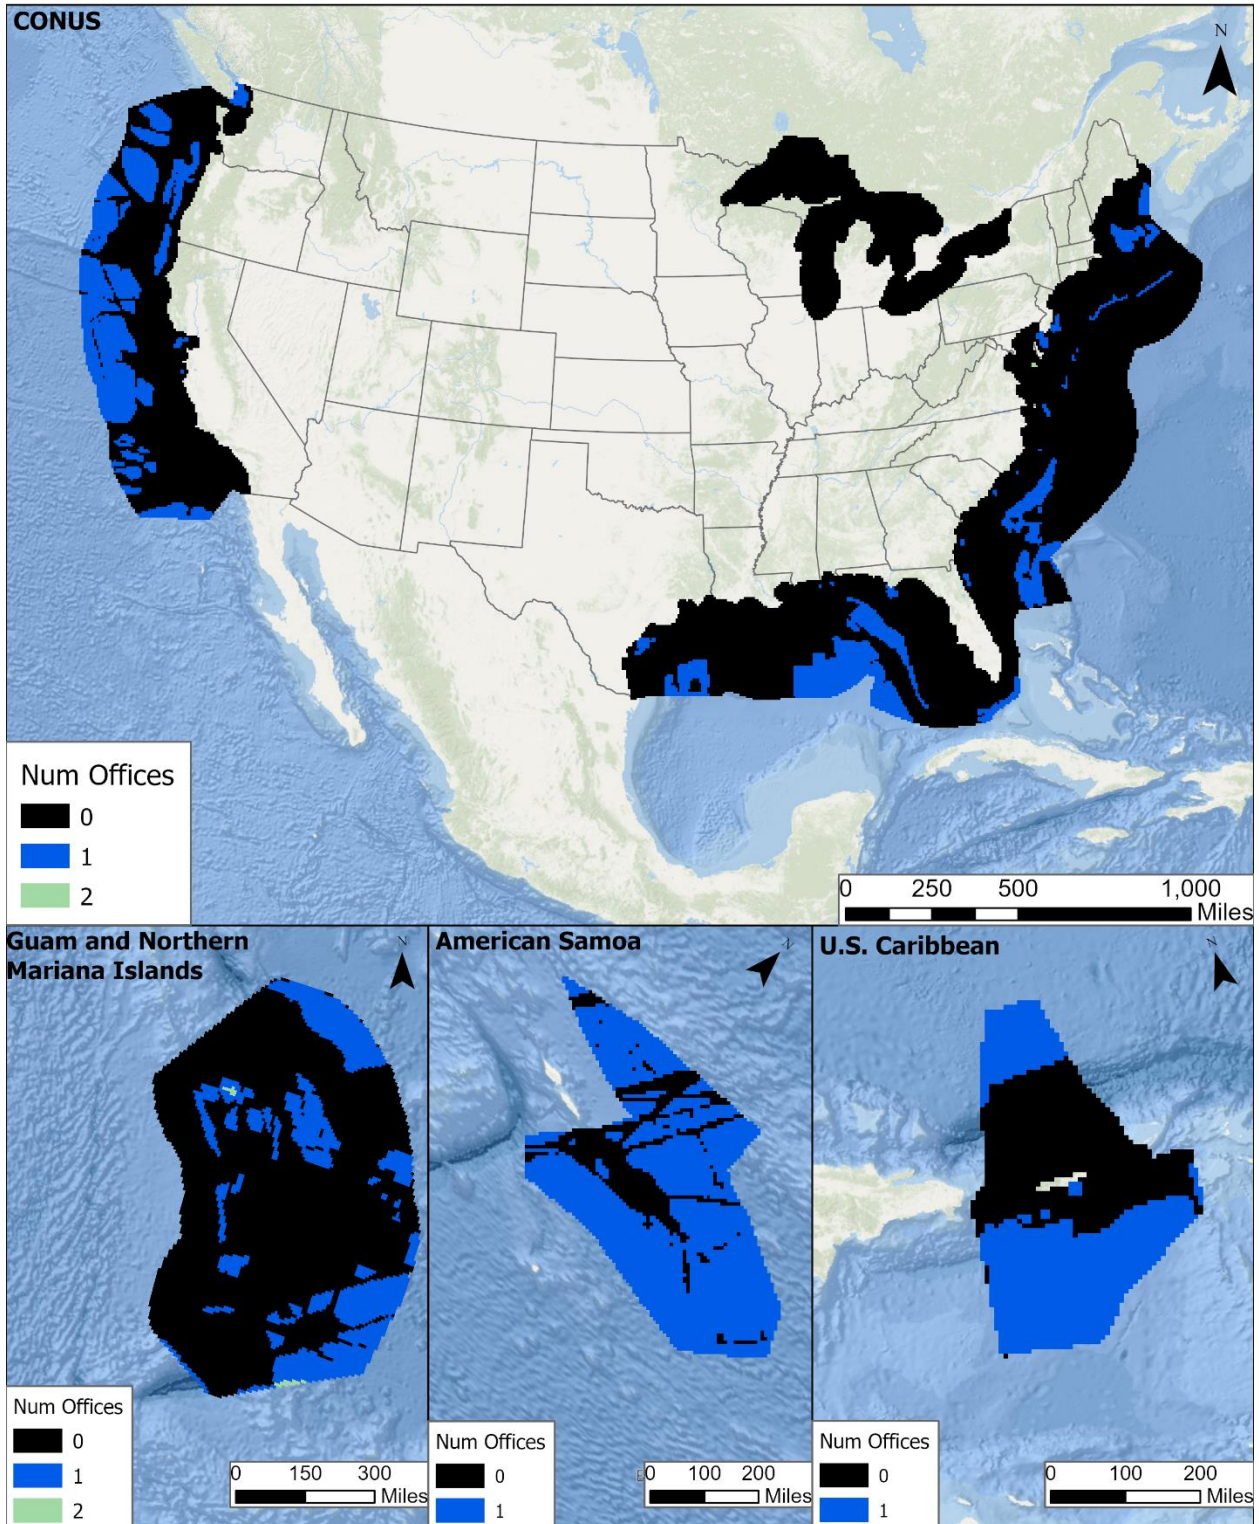 CONUS
N
Num Offices
0
1
2
0 250 500 1,000
Miles
Guam and Northern
Mariana Islands
N
Num Offices
0
1
2
0 150 300
Miles
American Samoa
N
Num Offices
0
1
0 100 200
Miles
U.S. Caribbean
N
Num Offices
0
1
0 100 200
Miles